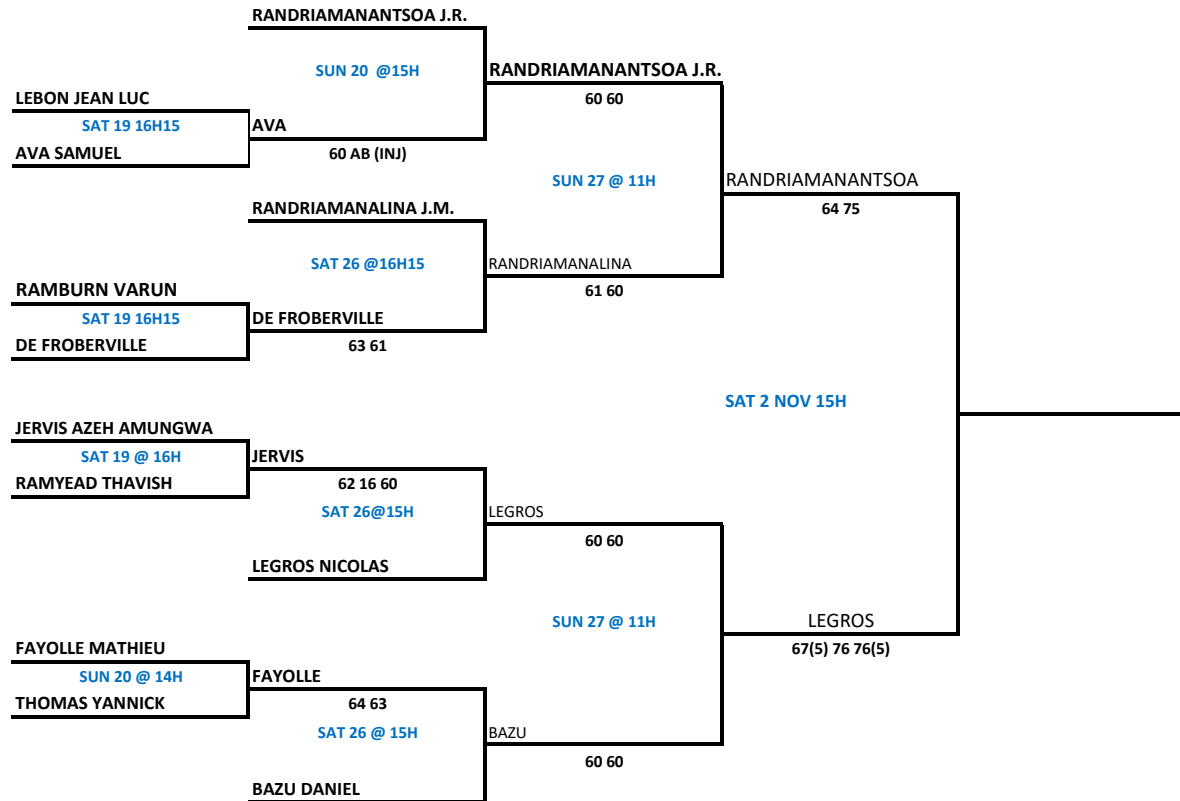 RANDRIAMANANTSOA J.R.
SUN 20  @15H
RANDRIAMANANTSOA J.R.
LEBON JEAN LUC
60 60
SAT 19 16H15
AVA
AVA SAMUEL
60 AB (INJ)
SUN 27 @ 11H
RANDRIAMANANTSOA
RANDRIAMANALINA J.M.
64 75
SAT 26 @16H15
RANDRIAMANALINA
RAMBURN VARUN
61 60
SAT 19 16H15
DE FROBERVILLE
DE FROBERVILLE
63 61
SAT 2 NOV 15H
JERVIS AZEH AMUNGWA
SAT 19 @ 16H
JERVIS
RAMYEAD THAVISH
62 16 60
SAT 26@15H
LEGROS
60 60
LEGROS NICOLAS
SUN 27 @ 11H
LEGROS
FAYOLLE MATHIEU
67(5) 76 76(5)
SUN 20 @ 14H
FAYOLLE
THOMAS YANNICK
64 63
SAT 26 @ 15H
BAZU
60 60
BAZU DANIEL